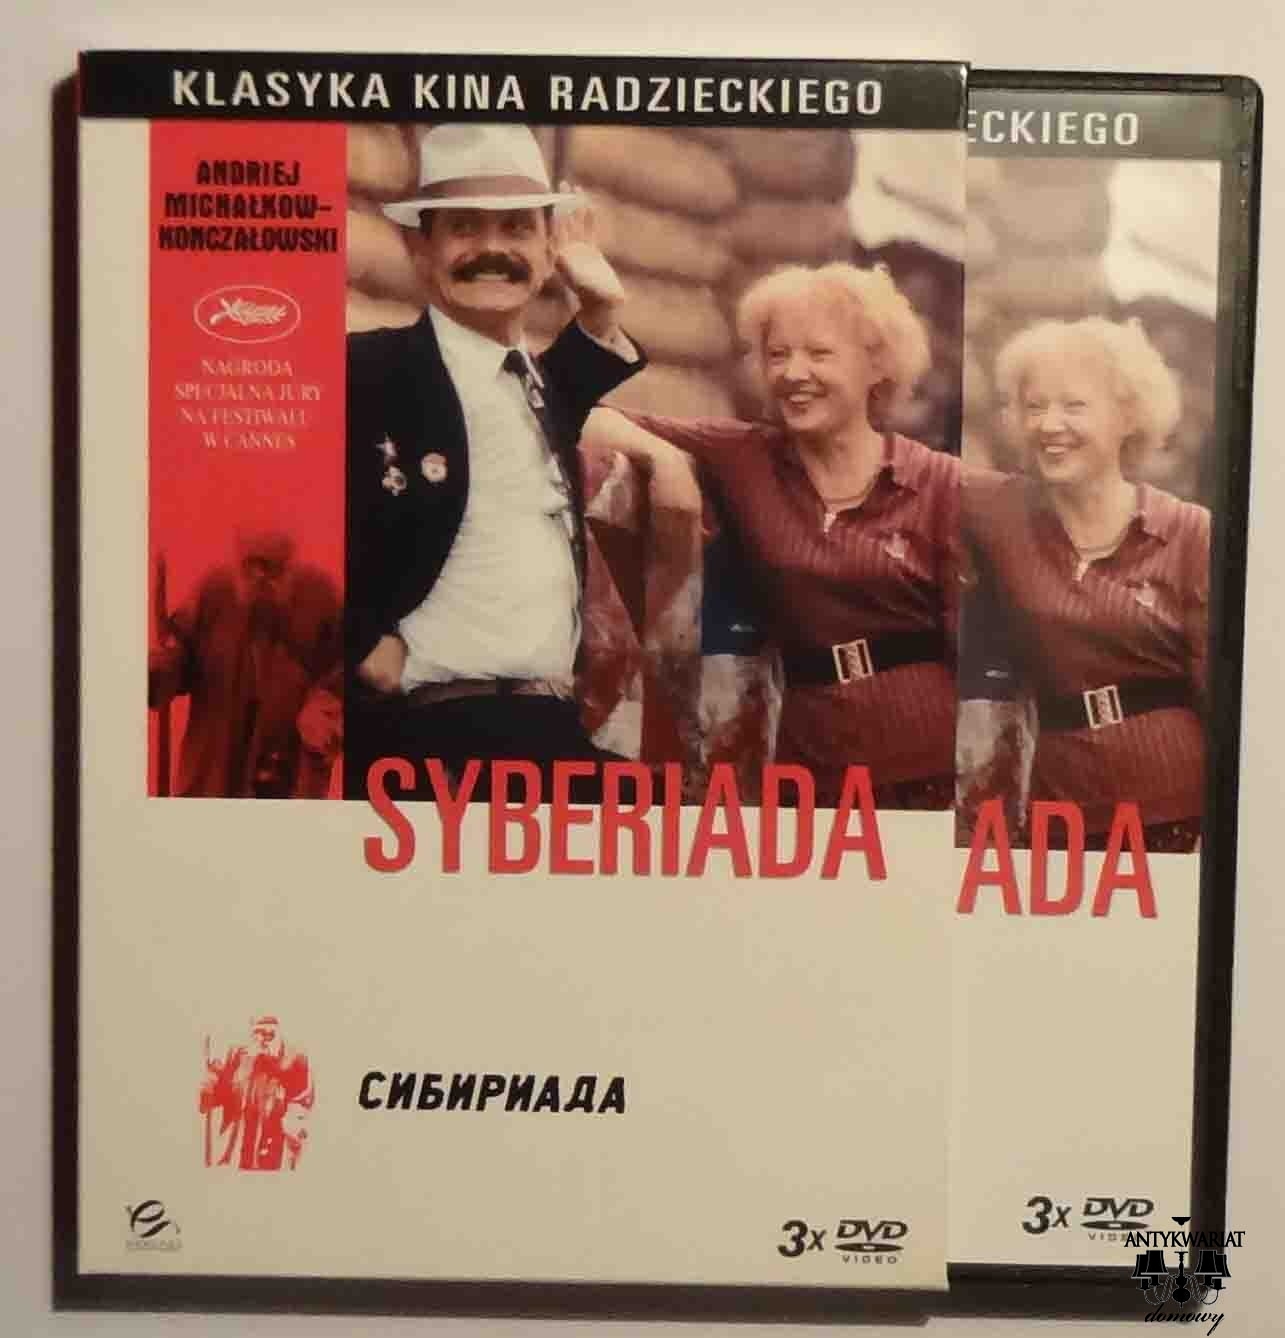 KLASYKA KINA RADZIECKIEGO
ECKIEGO
ANDRIEJ
MICHAŁKOW-
KONCZAŁOWSKI
NAGRODA
SPECJALNA JURY
NA FESTIWALU
W CANNES
SYBERIADA
ADA
СИБИРИАДА
3x DVD
VIDEO
3x DVD
ANTYKWARIAT
domowy